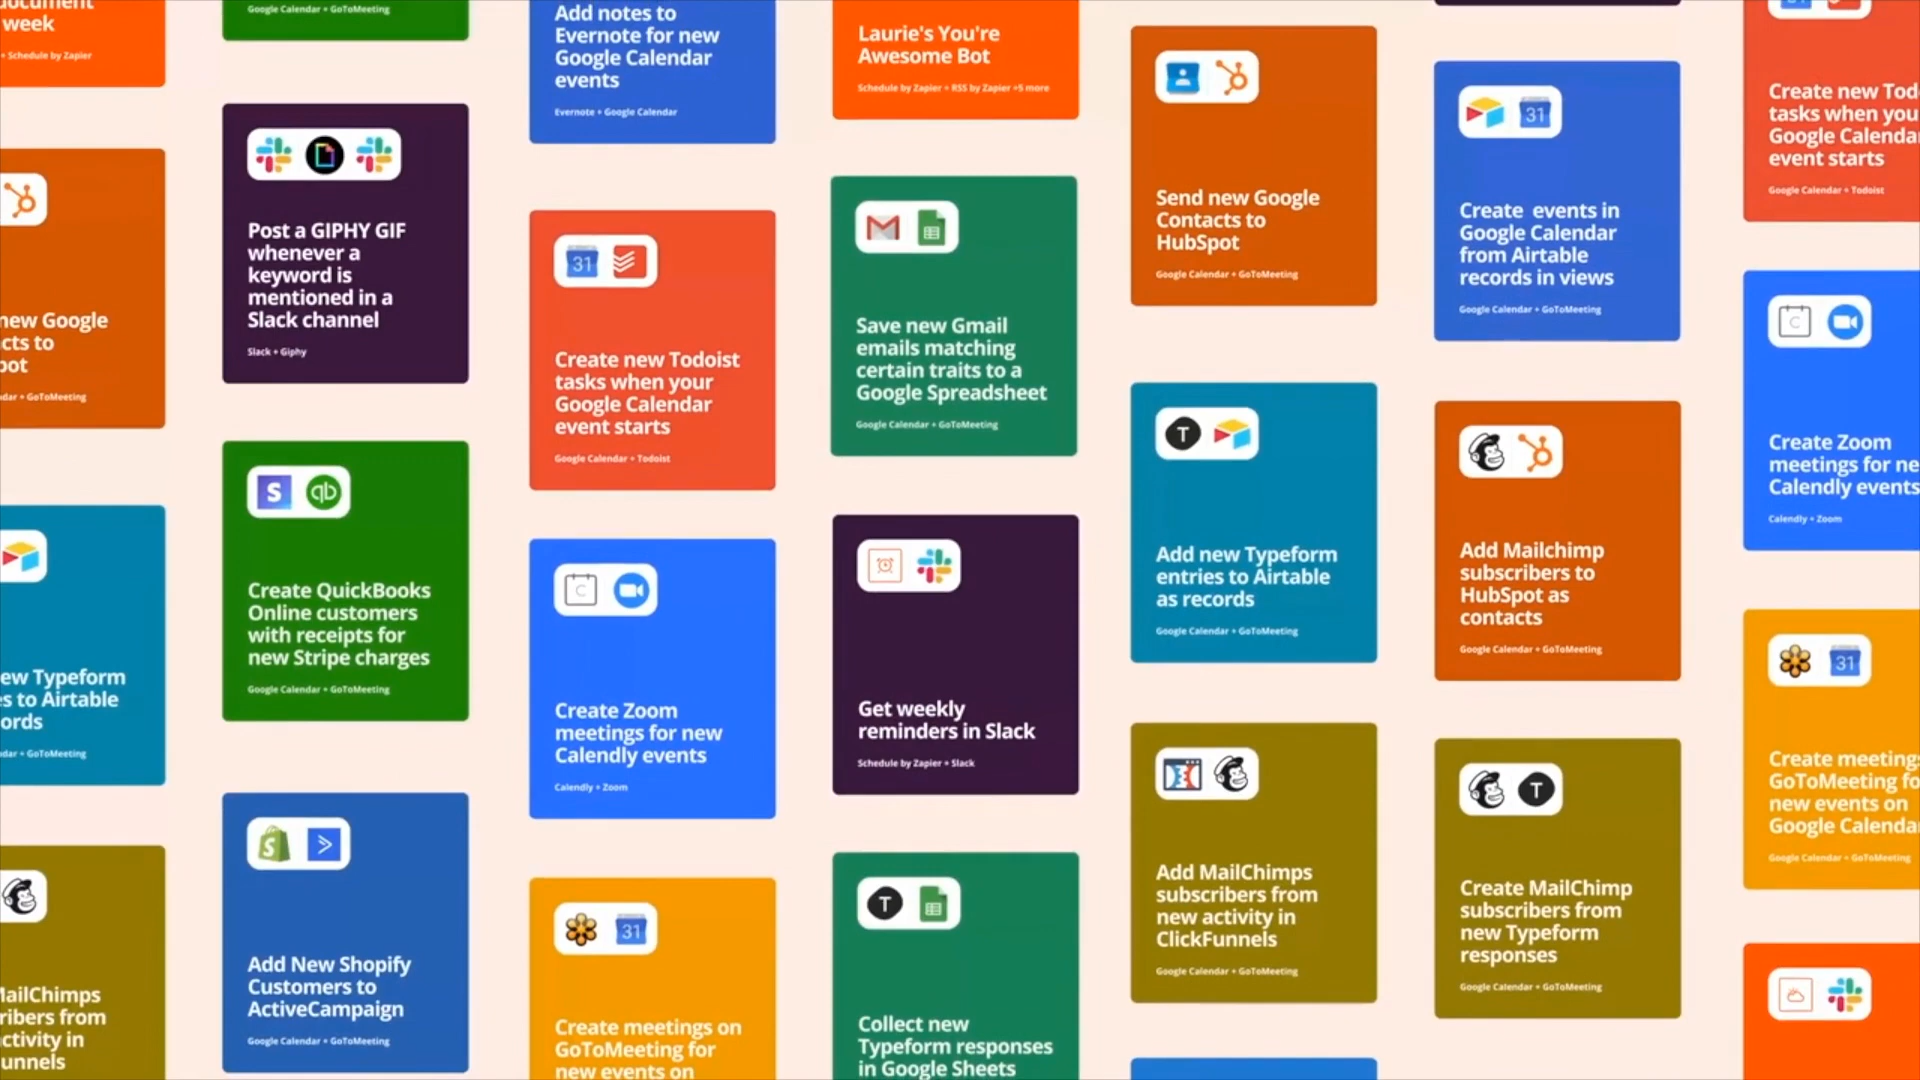 week
+ Schedule by Zapier
new Google
+ GoToMeeting
ew Typeform
es to Airtable
ords
+ GoToMeeting
MailChimps
activity in
Google Calendar + GoToMeeting
Post a GIPHY GIF
whenever a
keyword is
mentioned in a
Slack channel
Slack + Giphy
Create QuickBooks
Online customers
with receipts for
new Stripe charges
Google Calendar + GoToMeeting
Add New Shopify
Customers to
ActiveCampaign
Google Calendar + GoToMeeting
Add notes to
Evernote for new
Google Calendar
events
Evernote + Google Calendar
31
Create new Todoist
tasks when your
Google Calendar
event starts
Google Calendar + Todoist
C
Create Zoom
meetings for new
Calendly events
Calendly + Zoom
31
Create meetings on
GoToMeeting for
new events on
Laurie's You're
Awesome Bot
Schedule by Zapier + RSS by Zapier +5 more
Save new Gmail
emails matching
certain traits to a
Google Spreadsheet
Google Calendar + GoToMeeting
Get weekly
reminders in Slack
Schedule by Zapier + Slack
T
Collect new
Typeform responses
in Google Sheets
Send new Google
Contacts to
HubSpot
Google Calendar + GoToMeeting
T
Add new Typeform
entries to Airtable
as records
Google Calendar + GoToMeeting
Add MailChimps
subscribers from
new activity in
ClickFunnels
Google Calendar + GoToMeeting
31
Create events in
Google Calendar
from Airtable
records in views
Google Calendar + GoToMeeting
Add Mailchimp
subscribers to
HubSpot as
contacts
Google Calendar + GoToMeeting
T
Create MailChimp
subscribers from
new Typeform
responses
Google Calendar + GoToMeeting
Create new Tod
tasks when you
Google Calenda
event starts
Google Calendar + Todoist
C
Create Zoom
meetings for ne
Calendly events
Calendly + Zoom
31
Create meetings
GoToMeeting fo
new events on
Google Calenda
Google Calendar + GoToMeeting